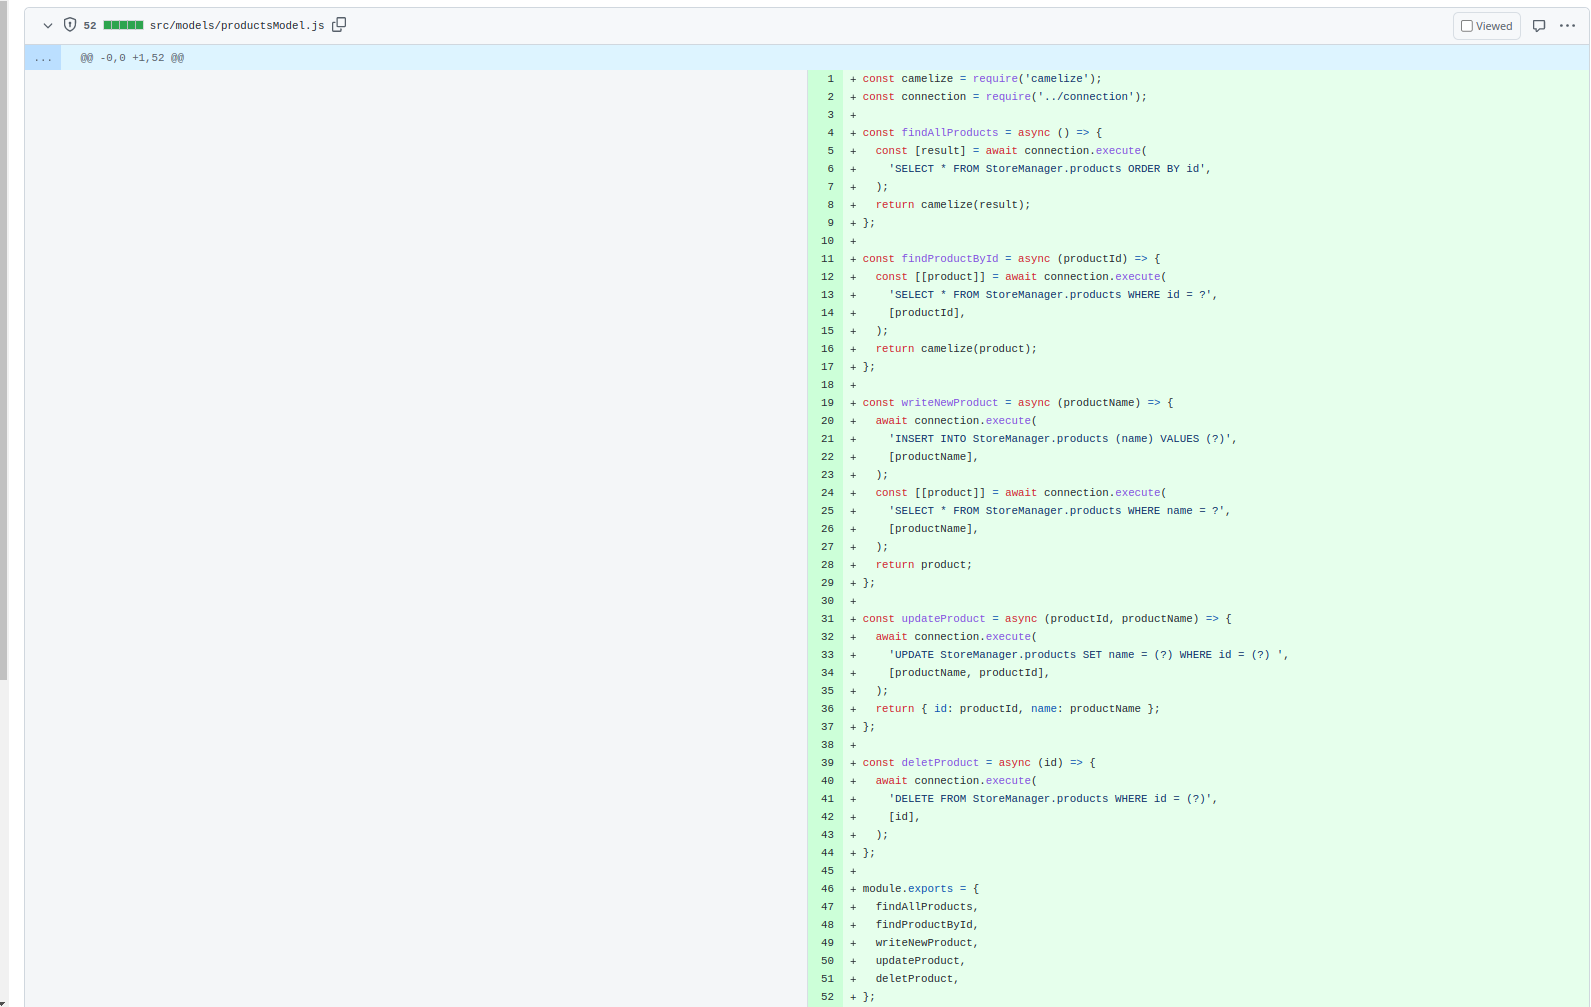 52 src/models/productsModel.js Viewed
... @@ -0,0 +1,52 @@
1 + const camelize = require('camelize');
2 + const connection = require('../connection');
3 +
4 + const findAllProducts = async () => {
5 +   const [result] = await connection.execute(
6 +     'SELECT * FROM StoreManager.products ORDER BY id',
7 +   );
8 +   return camelize(result);
9 + };
10 +
11 + const findProductById = async (productId) => {
12 +   const [[product]] = await connection.execute(
13 +     'SELECT * FROM StoreManager.products WHERE id = ?',
14 +     [productId],
15 +   );
16 +   return camelize(product);
17 + };
18 +
19 + const writeNewProduct = async (productName) => {
20 +   await connection.execute(
21 +     'INSERT INTO StoreManager.products (name) VALUES (?)',
22 +     [productName],
23 +   );
24 +   const [[product]] = await connection.execute(
25 +     'SELECT * FROM StoreManager.products WHERE name = ?',
26 +     [productName],
27 +   );
28 +   return product;
29 + };
30 +
31 + const updateProduct = async (productId, productName) => {
32 +   await connection.execute(
33 +     'UPDATE StoreManager.products SET name = (?) WHERE id = (?) ',
34 +     [productName, productId],
35 +   );
36 +   return { id: productId, name: productName };
37 + };
38 +
39 + const deletProduct = async (id) => {
40 +   await connection.execute(
41 +     'DELETE FROM StoreManager.products WHERE id = (?)',
42 +     [id],
43 +   );
44 + };
45 +
46 + module.exports = {
47 +   findAllProducts,
48 +   findProductById,
49 +   writeNewProduct,
50 +   updateProduct,
51 +   deletProduct,
52 + };